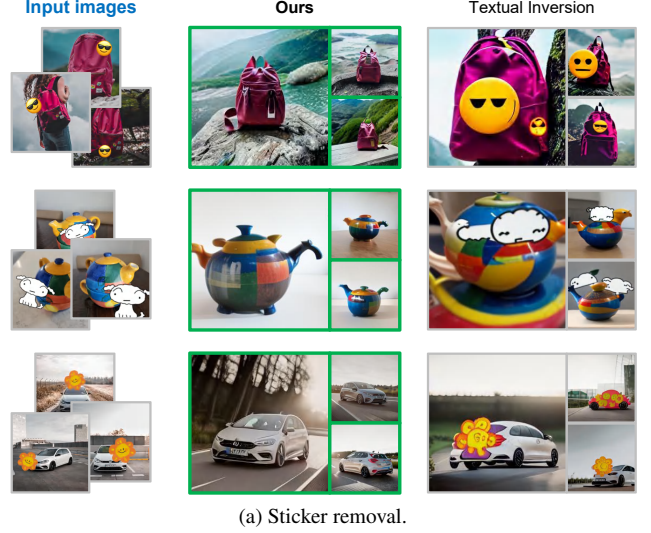 Input images
Ours
Textual Inversion
(a) Sticker removal.